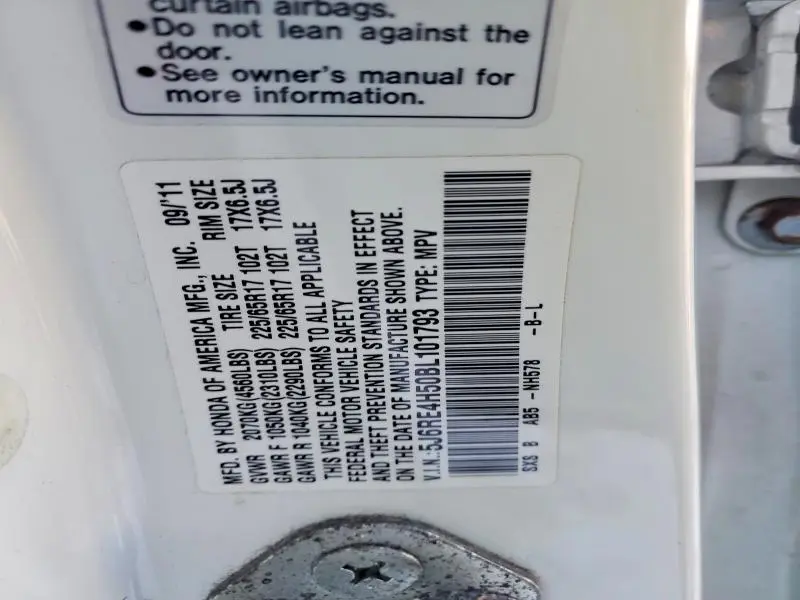 curtain airbags.
•Do not lean against the
door.
•See owner's manual for
more information.
MFD. BY HONDA OF AMERICA MFG., INC. 09/'11
GVWR 2070KG(4560LBS) TIRE SIZE RIM SIZE
GAWR F 1050KG(2310LBS) 225/65R17 102T 17X6.5J
GAWR R 1040KG(2290LBS) 225/65R17 102T 17X6.5J
THIS VEHICLE CONFORMS TO ALL APPLICABLE
FEDERAL MOTOR VEHICLE SAFETY
AND THEFT PREVENTION STANDARDS IN EFFECT
ON THE DATE OF MANUFACTURE SHOWN ABOVE.
V.I.N.:5J6RE4H50BL101793 TYPE: MPV
SXS B AB5 -NH578 -B-L